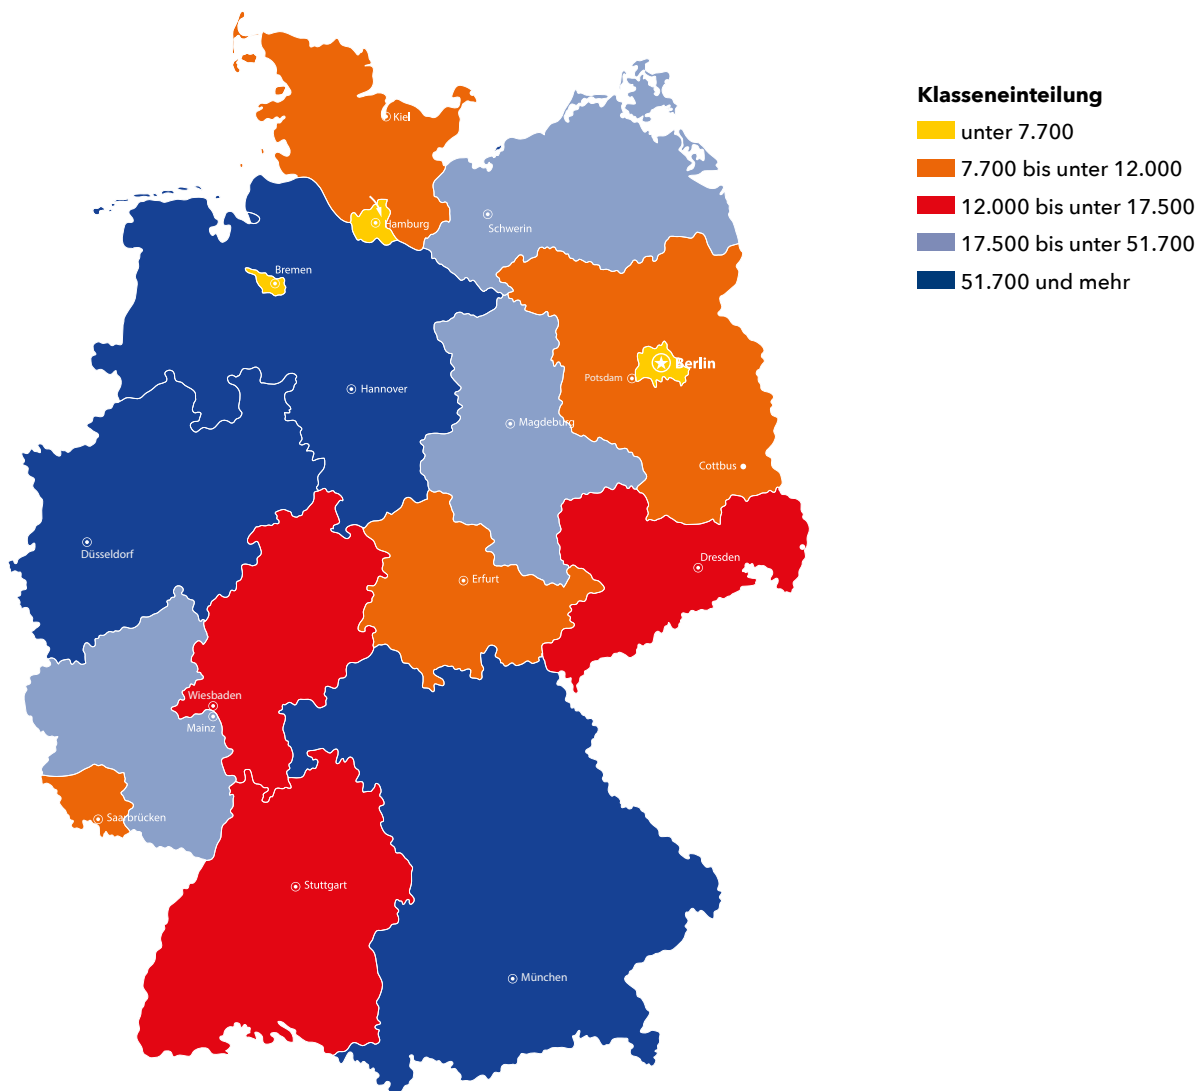 Klasseneinteilung
unter 7.700
7.700 bis unter 12.000
12.000 bis unter 17.500
17.500 bis unter 51.700
51.700 und mehr
Kiel
Hamburg
Schwerin
Bremen
Berlin
Potsdam
Hannover
Magdeburg
Cottbus
Düsseldorf
Dresden
Erfurt
Wiesbaden
Mainz
Saarbrücken
Stuttgart
München